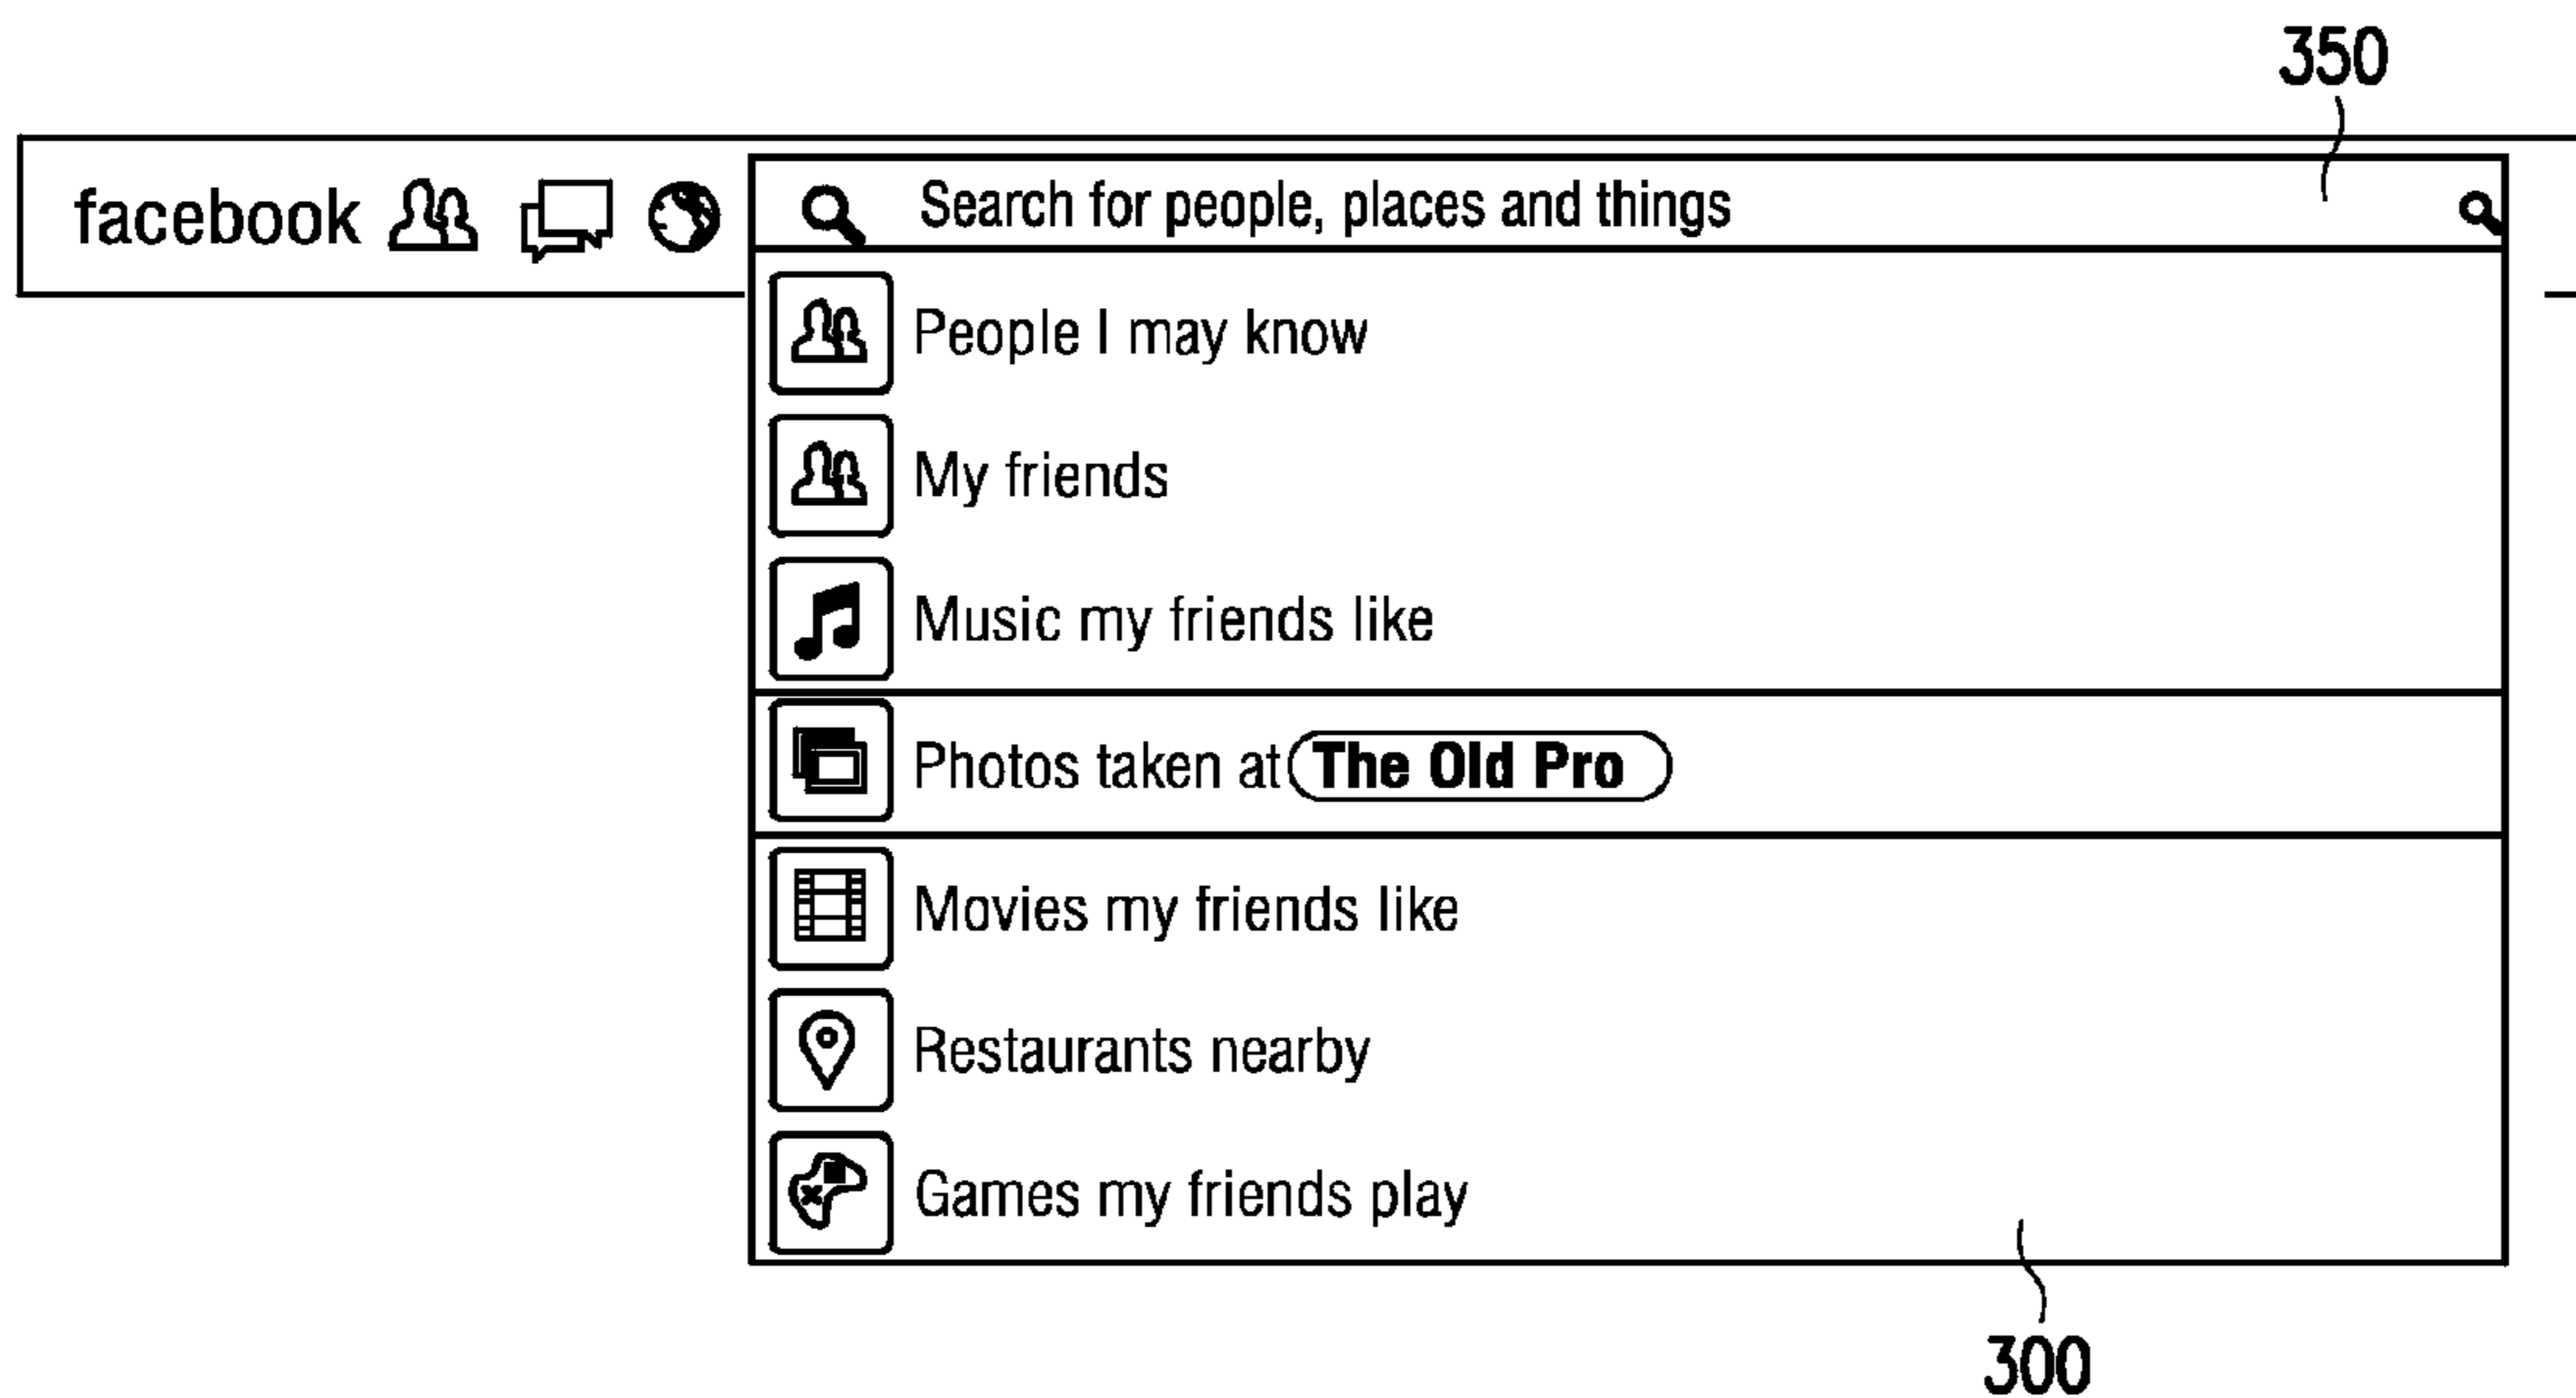 350
facebook Search for people, places and things
People I may know
My friends
Music my friends like
Photos taken at The Old Pro
Movies my friends like
Restaurants nearby
Games my friends play
300